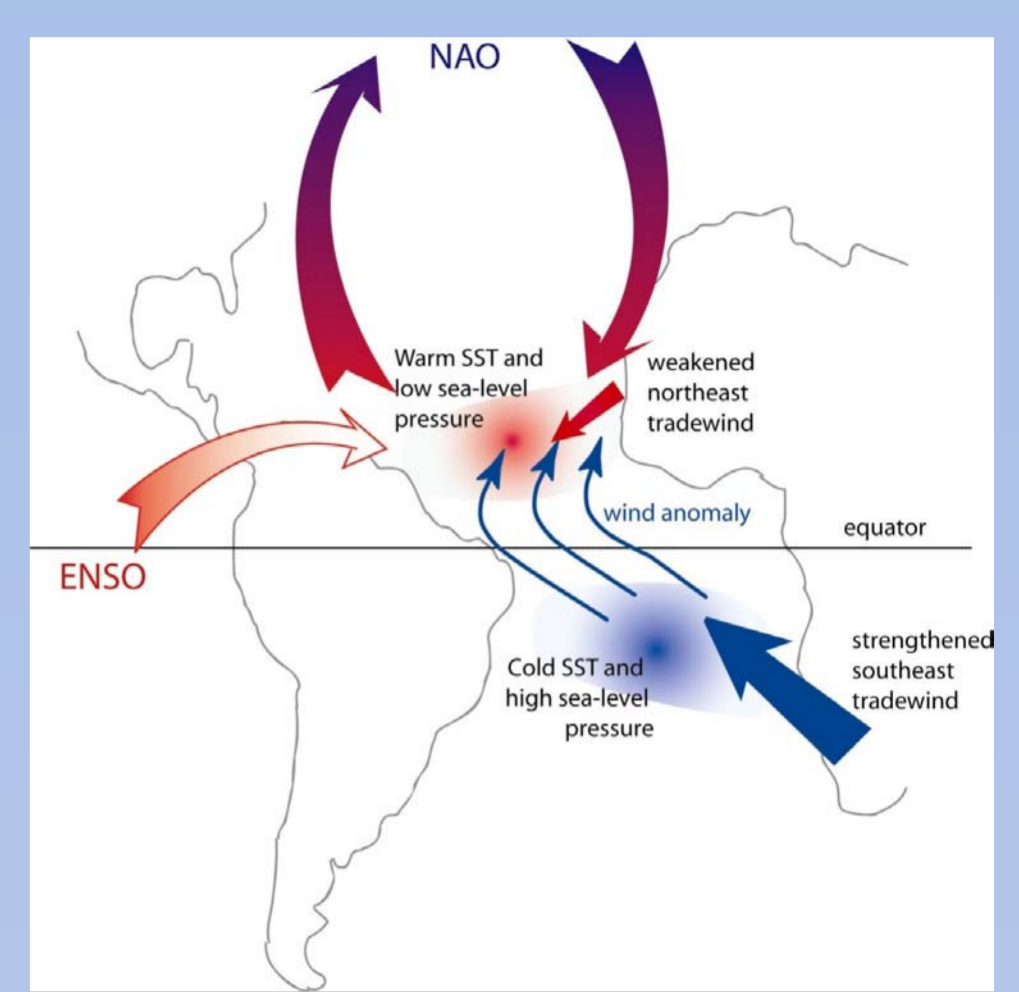 NAO
Warm SST and
low sea-level
pressure
weakened
northeast
tradewind
wind anomaly
equator
ENSO
Cold SST and
high sea-level
pressure
strengthened
southeast
tradewind